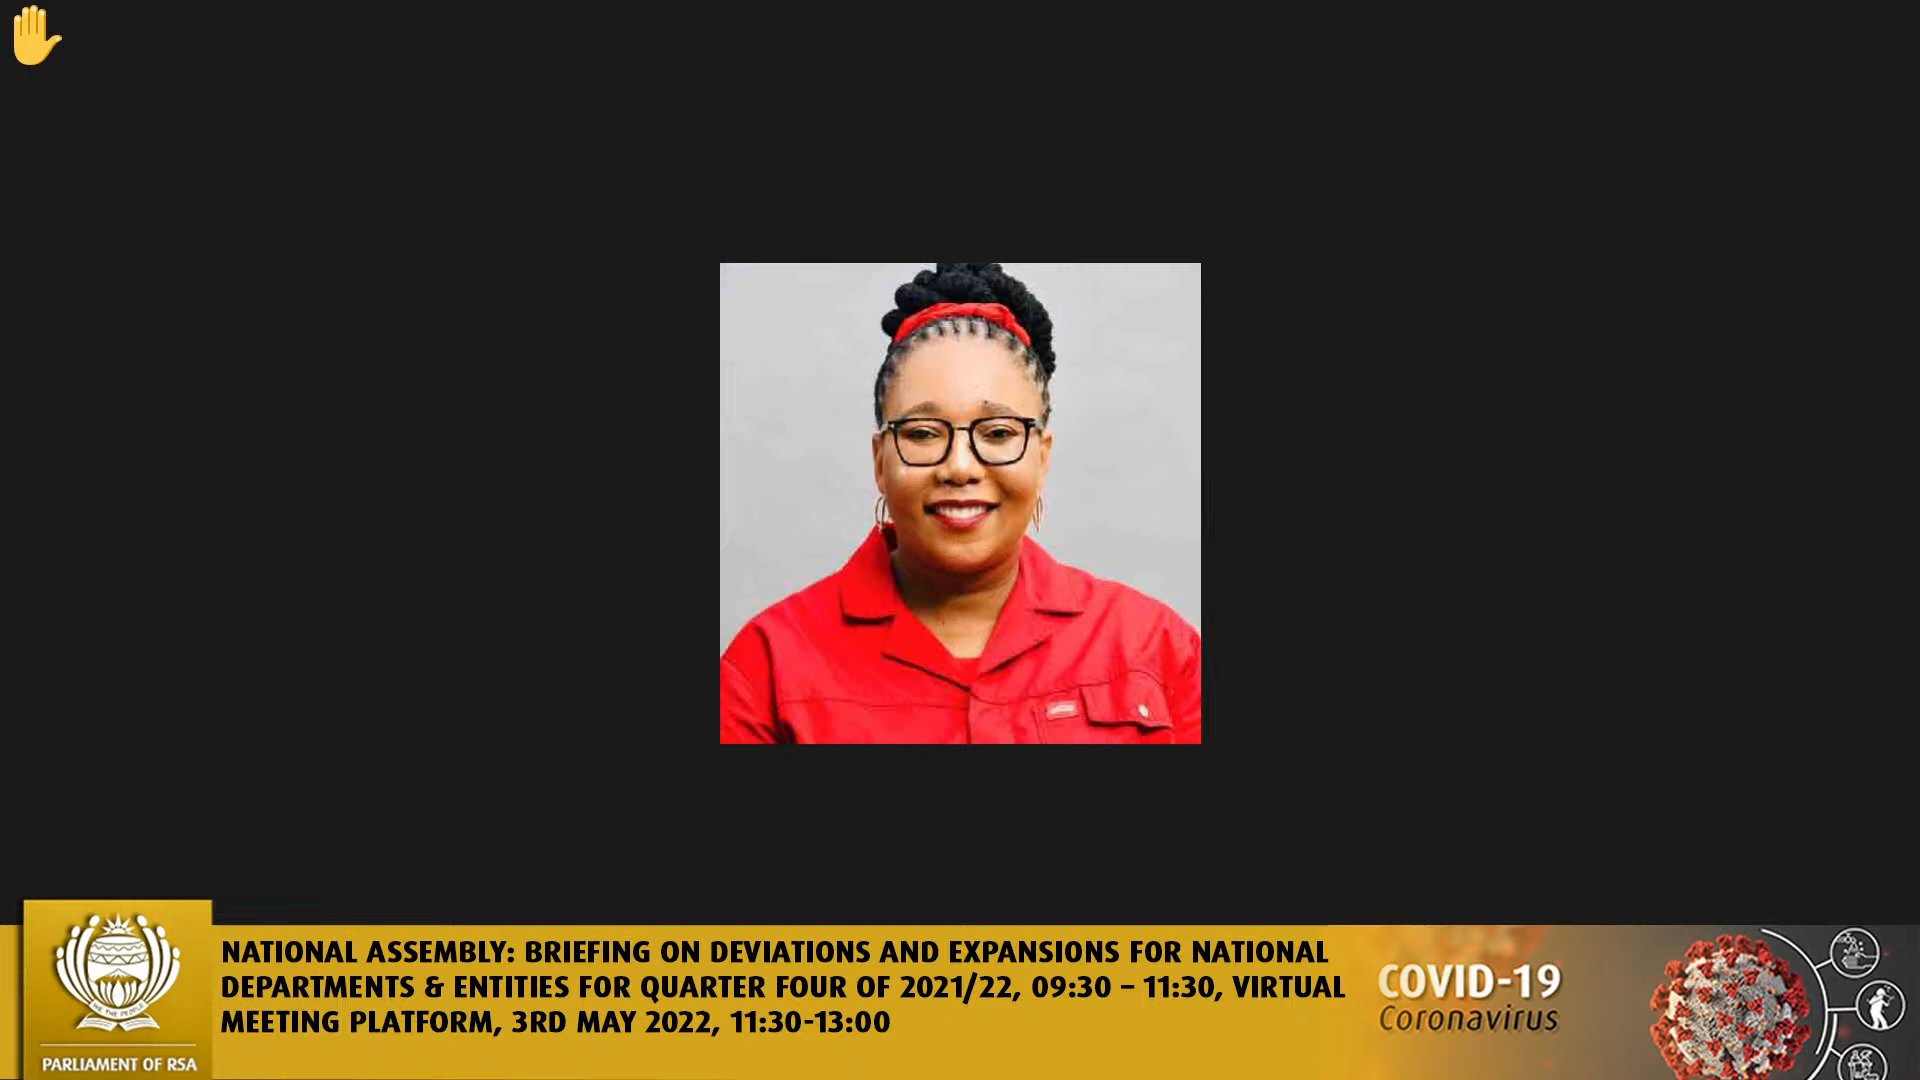 NATIONAL ASSEMBLY: BRIEFING ON DEVIATIONS AND EXPANSIONS FOR NATIONAL
DEPARTMENTS & ENTITIES FOR QUARTER FOUR OF 2021/22, 09:30 – 11:30, VIRTUAL
MEETING PLATFORM, 3RD MAY 2022, 11:30-13:00
PARLIAMENT OF RSA
COVID-19
Coronavirus